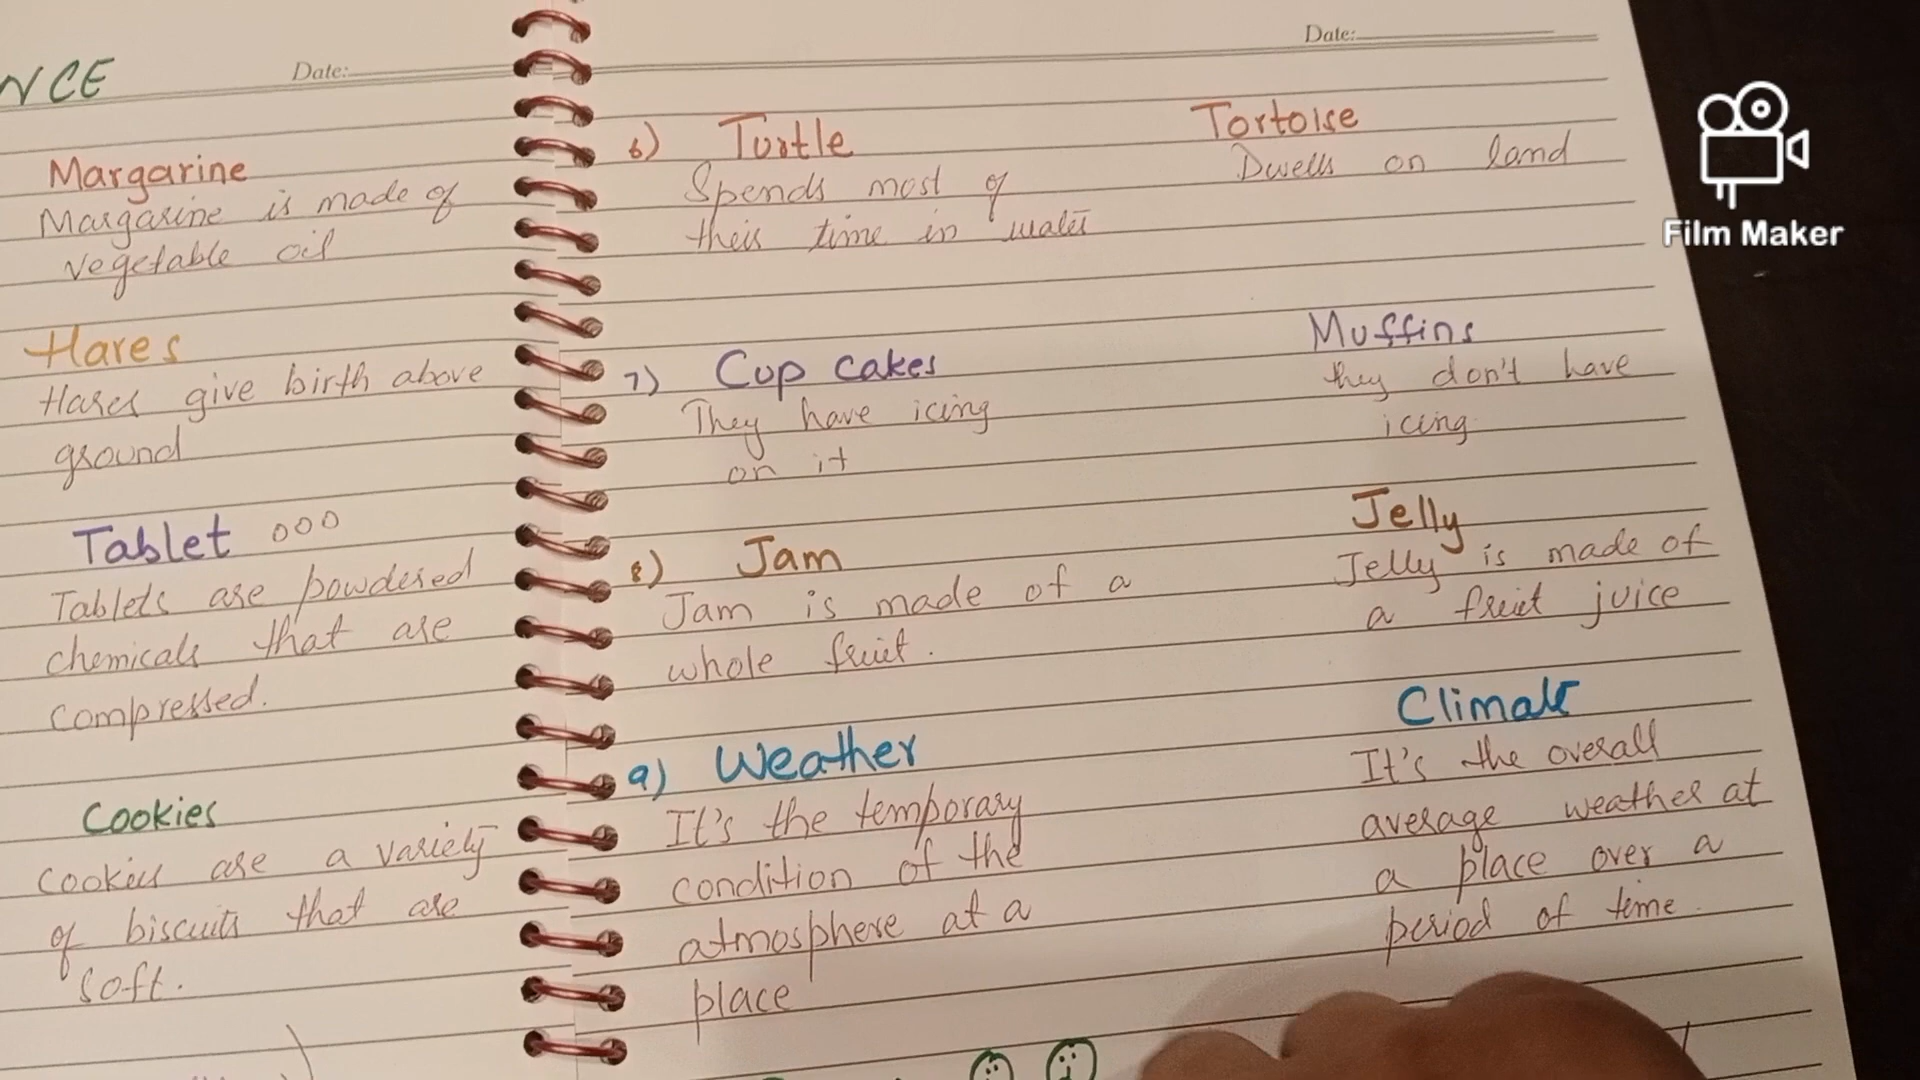 NCE
Date:
Margarine
Margarine is made of
vegetable oil
Hares
Hares give birth above
ground
Tablet
Tablets are powdered
chemicals that are
compressed.
Cookies
Cookies are a variety
of biscuits that are
soft.
Date:
6) Turtle
Spends most of
their time in water
Tortoise
Dwells on land
7) Cup cakes
They have icing
on it
Muffins
they don't have
icing
8) Jam
Jam is made of a
whole fruit.
Jelly
Jelly is made of
a fruit juice
9) Weather
It's the temporary
condition of the
atmosphere at a
place
Climate
It's the overall
average weather at
a place over a
period of time.
Film Maker